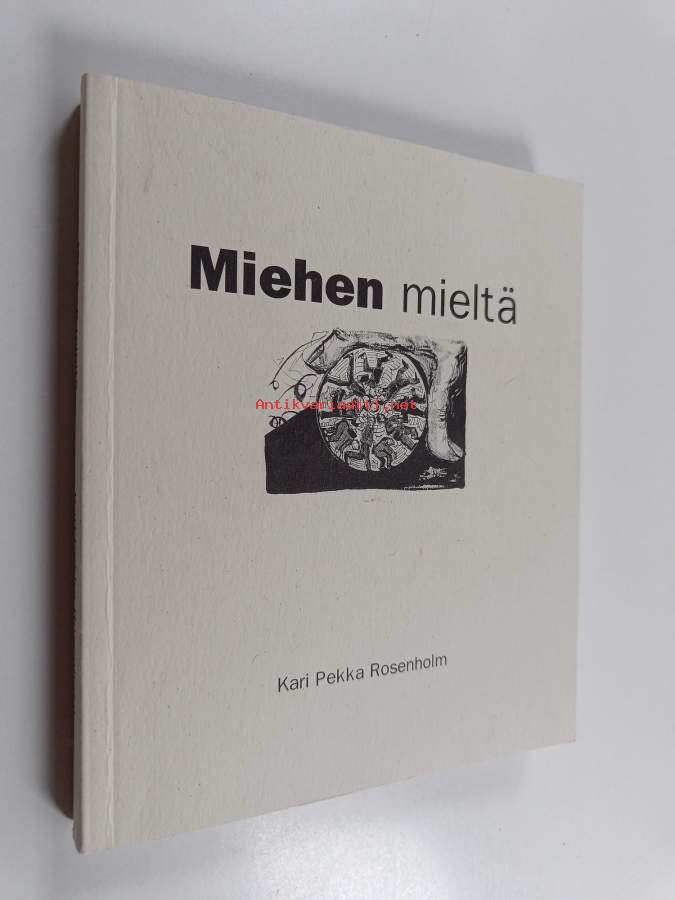 Miehen mieltä
Antikvariaatti.net
Kari Pekka Rosenholm